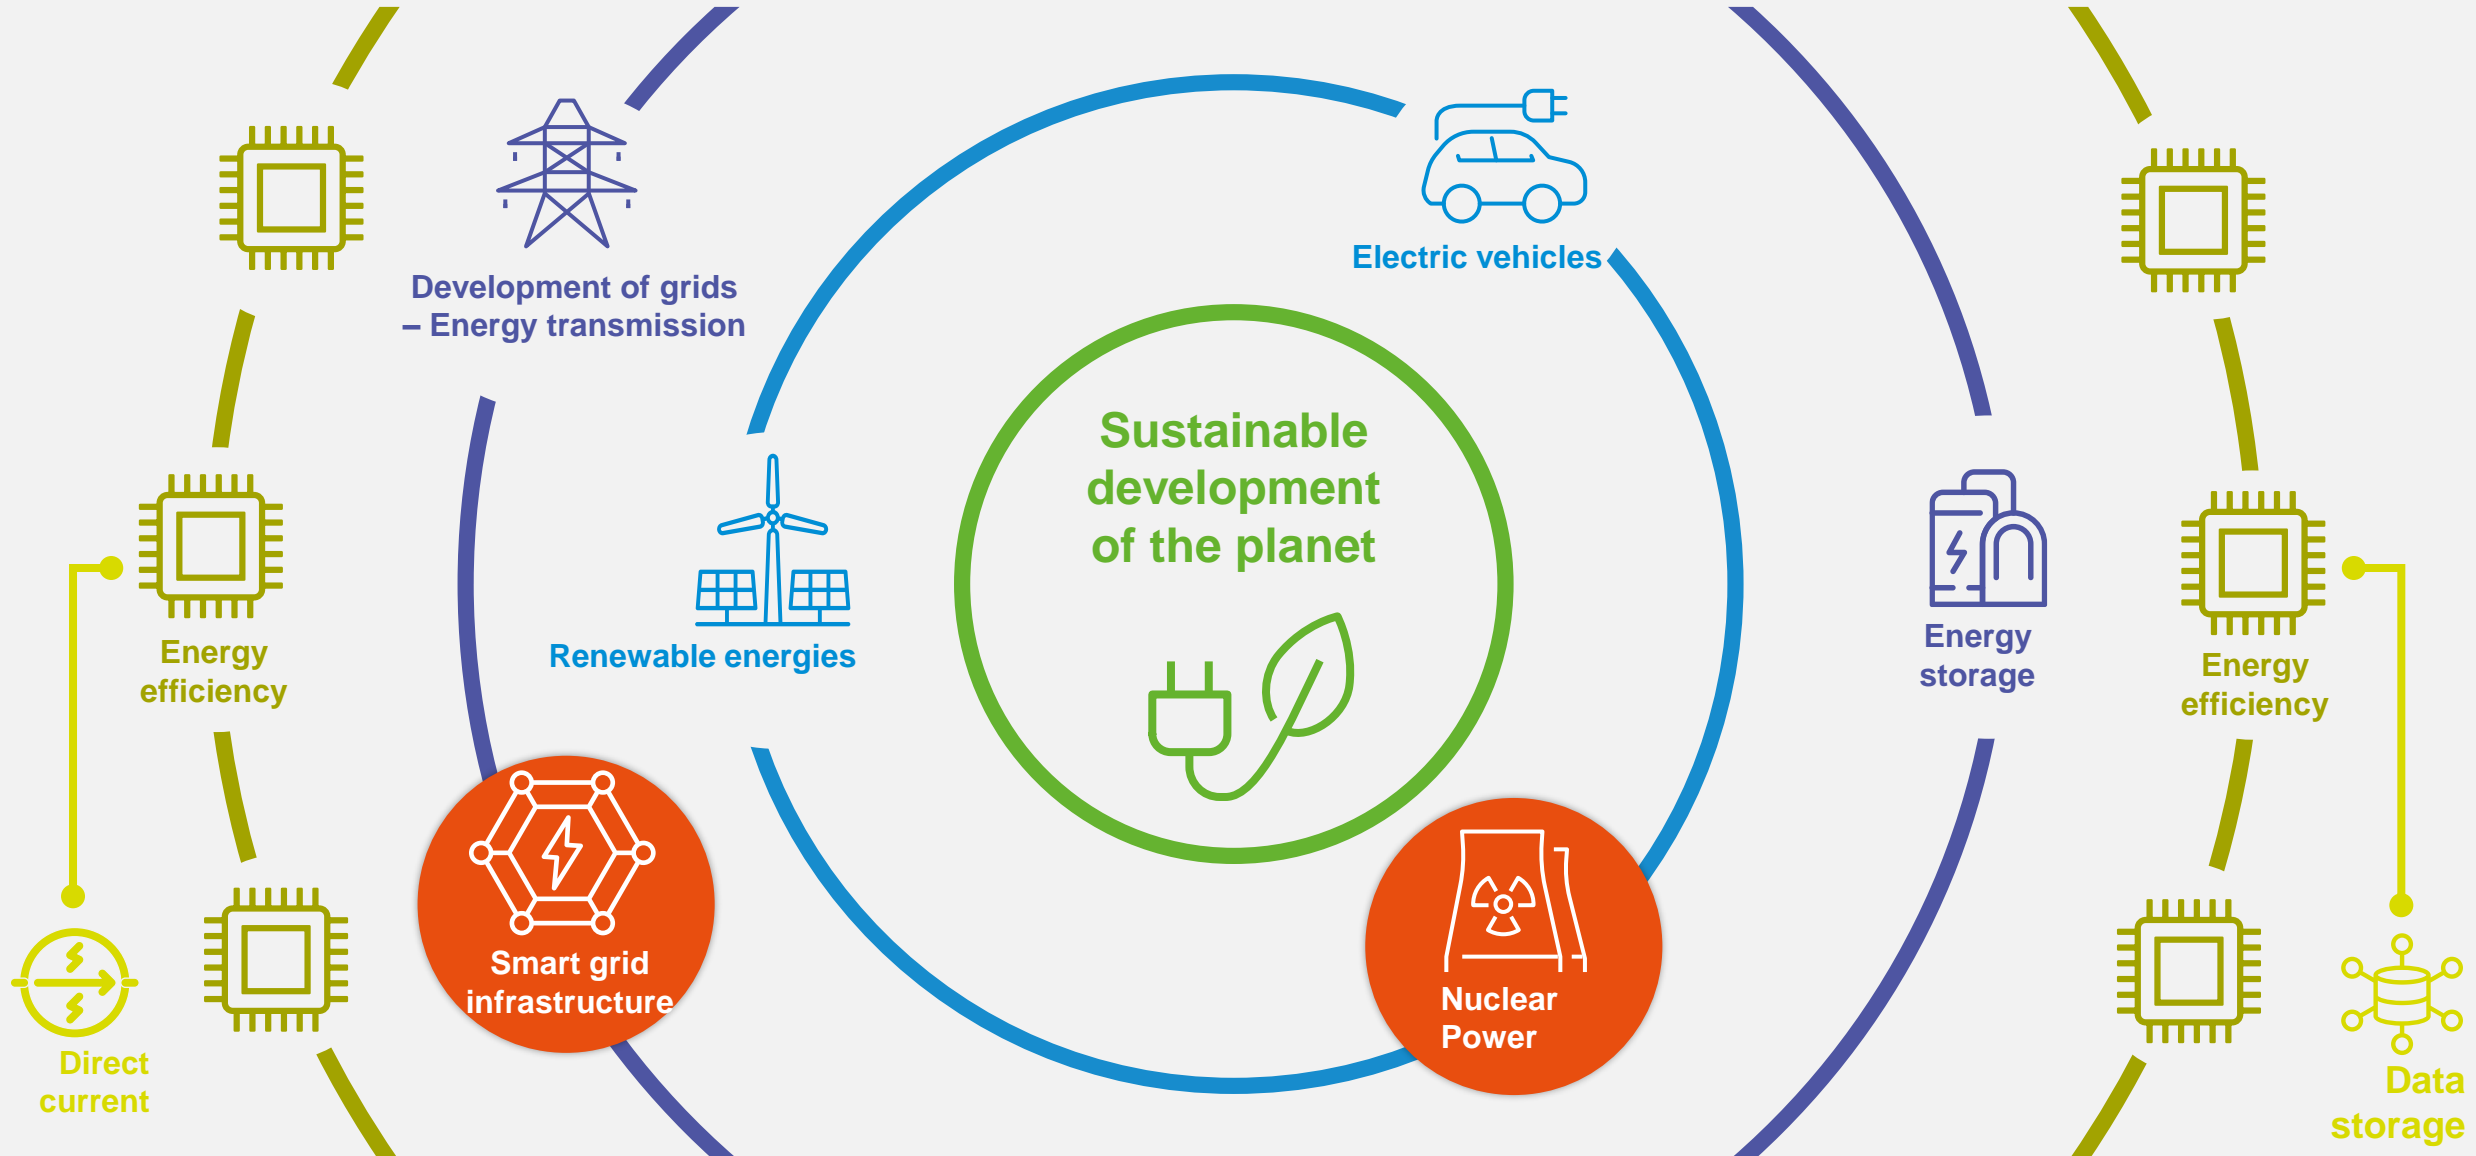 Electric vehicles
Development of grids
– Energy transmission
Sustainable
development
of the planet
Renewable energies
Energy
efficiency
Energy
storage
Energy
efficiency
Smart grid
infrastructure
Nuclear
Power
Direct
current
Data
storage